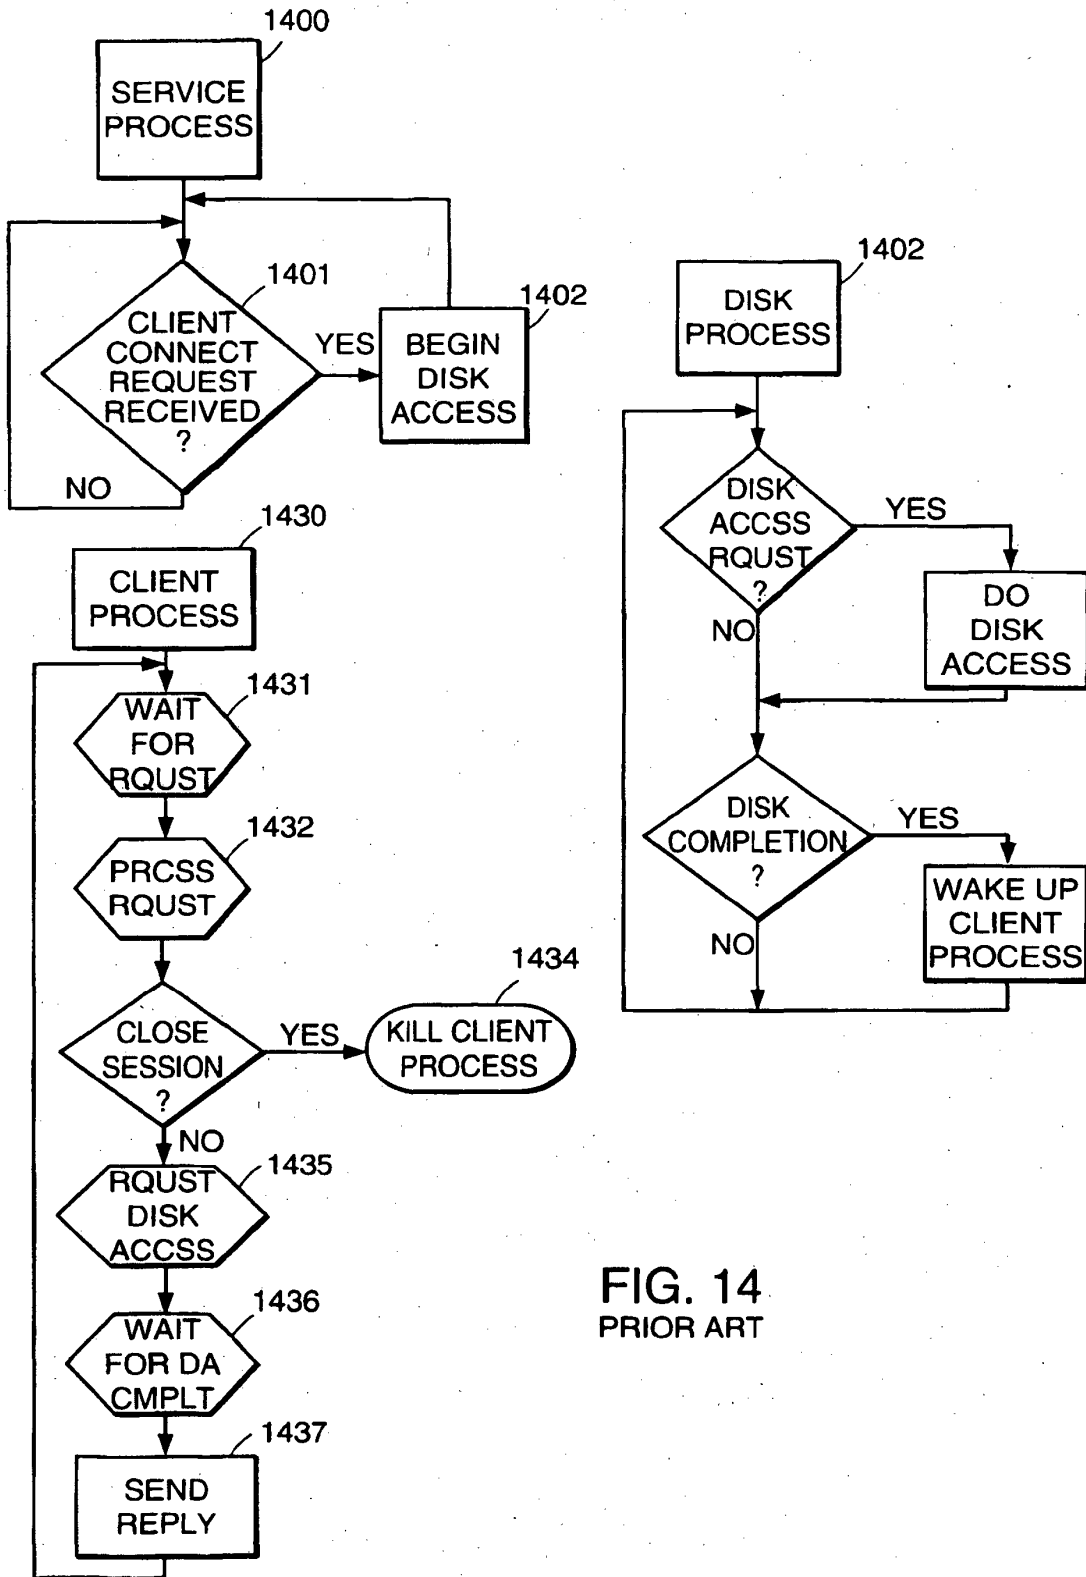 1400
SERVICE
PROCESS
1401
CLIENT
CONNECT
REQUEST
RECEIVED
?
YES
NO
1402
BEGIN
DISK
ACCESS
1430
CLIENT
PROCESS
1431
WAIT
FOR
RQUST
1432
PRCSS
RQUST
CLOSE
SESSION
?
YES
1434
KILL CLIENT
PROCESS
NO
1435
RQUST
DISK
ACCSS
1436
WAIT
FOR DA
CMPLT
1437
SEND
REPLY
1402
DISK
PROCESS
DISK
ACCSS
RQUST
?
YES
NO
DO
DISK
ACCESS
DISK
COMPLETION
?
YES
NO
WAKE UP
CLIENT
PROCESS
FIG. 14
PRIOR ART